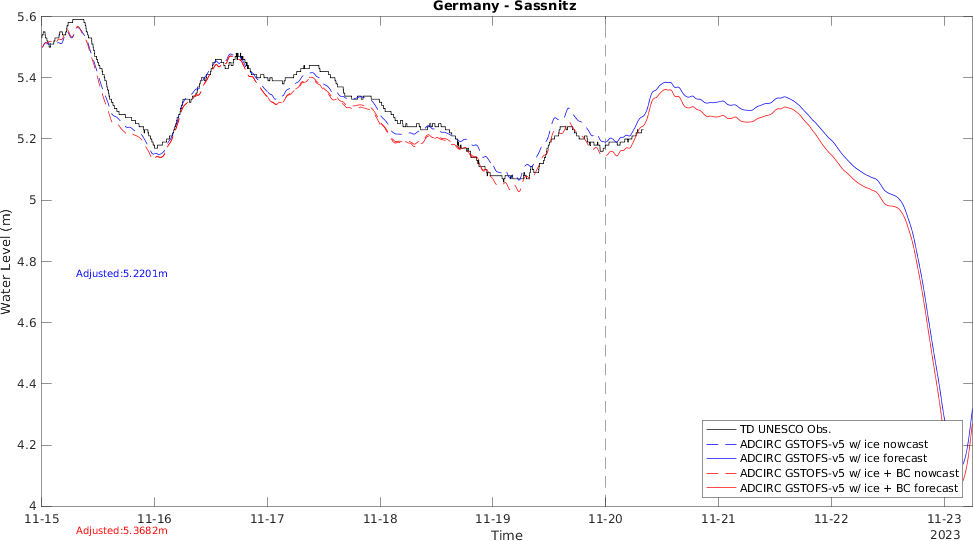 Germany - Sassnitz
5.6
5.4
5.2
5
4.8
4.6
4.4
4.2
4
Water Level (m)
Adjusted:5.2201m
Adjusted:5.3682m
TD UNESCO Obs.
ADCIRC GSTOFS-v5 w/ ice nowcast
ADCIRC GSTOFS-v5 w/ ice forecast
ADCIRC GSTOFS-v5 w/ ice + BC nowcast
ADCIRC GSTOFS-v5 w/ ice + BC forecast
11-15 11-16 11-17 11-18 11-19 11-20 11-21 11-22 11-23
Time
2023